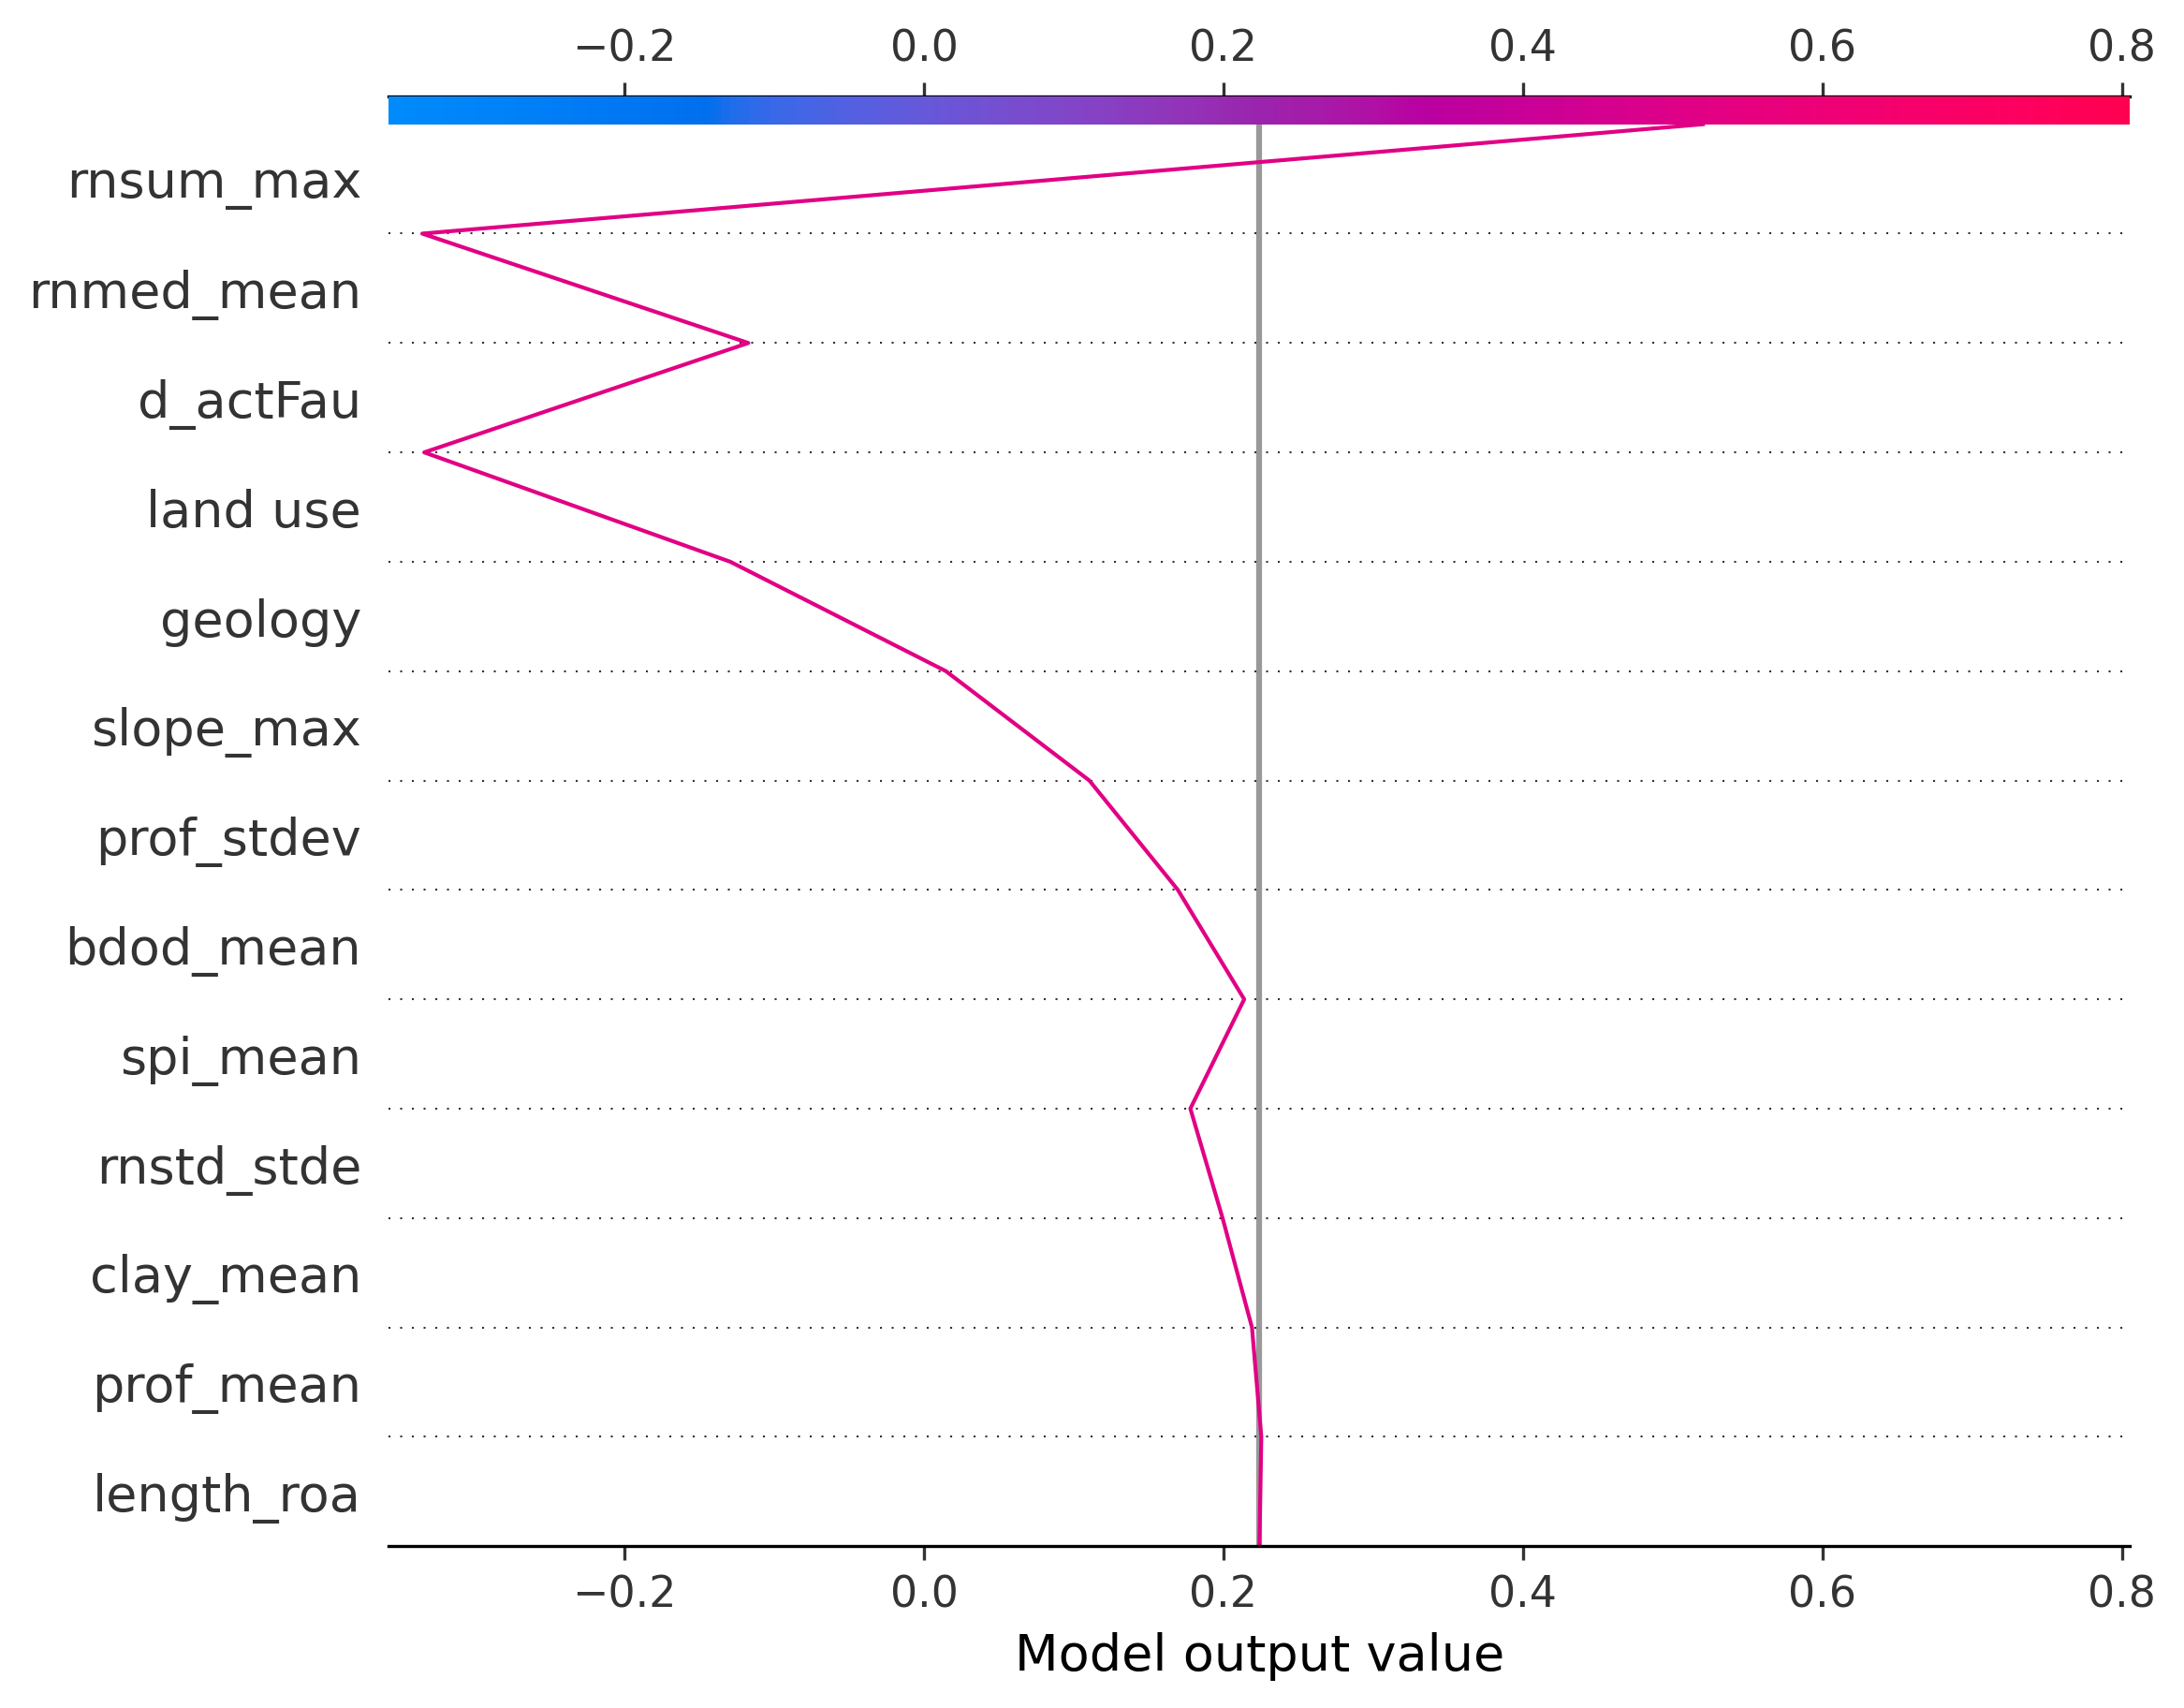 −0.2 0.0 0.2 0.4 0.6 0.8
rnsum_max
rnmed_mean
d_actFau
land use
geology
slope_max
prof_stdev
bdod_mean
spi_mean
rnstd_stde
clay_mean
prof_mean
length_roa
−0.2 0.0 0.2 0.4 0.6 0.8
Model output value